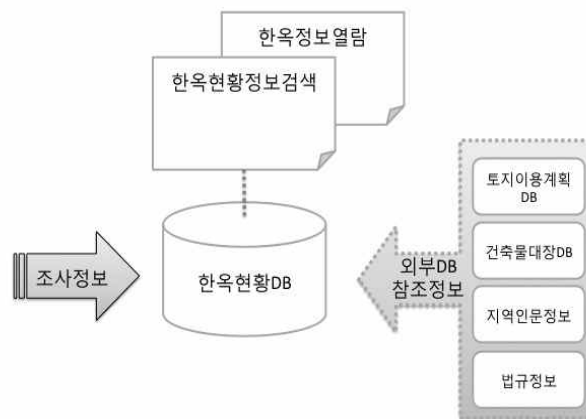 한옥정보열람
한옥현황정보검색
조사정보
한옥현황DB
외부DB
참조정보
토지이용계획
DB
건축물대장DB
지역인문정보
법규정보